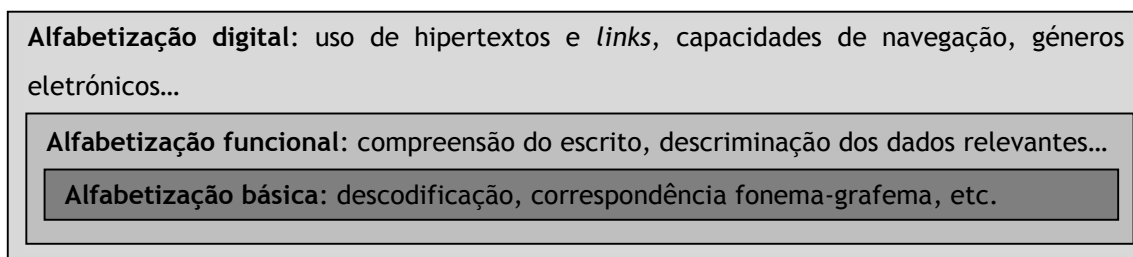 Alfabetização digital: uso de hipertextos e links, capacidades de navegação, géneros
eletrónicos…
Alfabetização funcional: compreensão do escrito, descriminação dos dados relevantes…
Alfabetização básica: descodificação, correspondência fonema-grafema, etc.